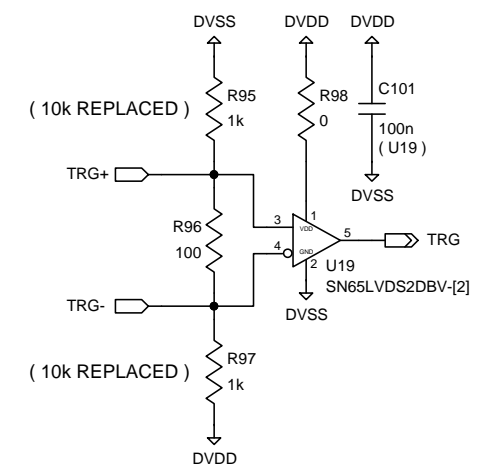 DVSS DVDD DVDD
R95
1k
( 10k REPLACED )
R98
0
C101
100n
( U19 )
DVSS
TRG+
R96
100
3
1
VDD
4
GND
2
5
TRG
U19
SN65LVDS2DBV-[2]
DVSS
TRG-
R97
1k
( 10k REPLACED )
DVDD